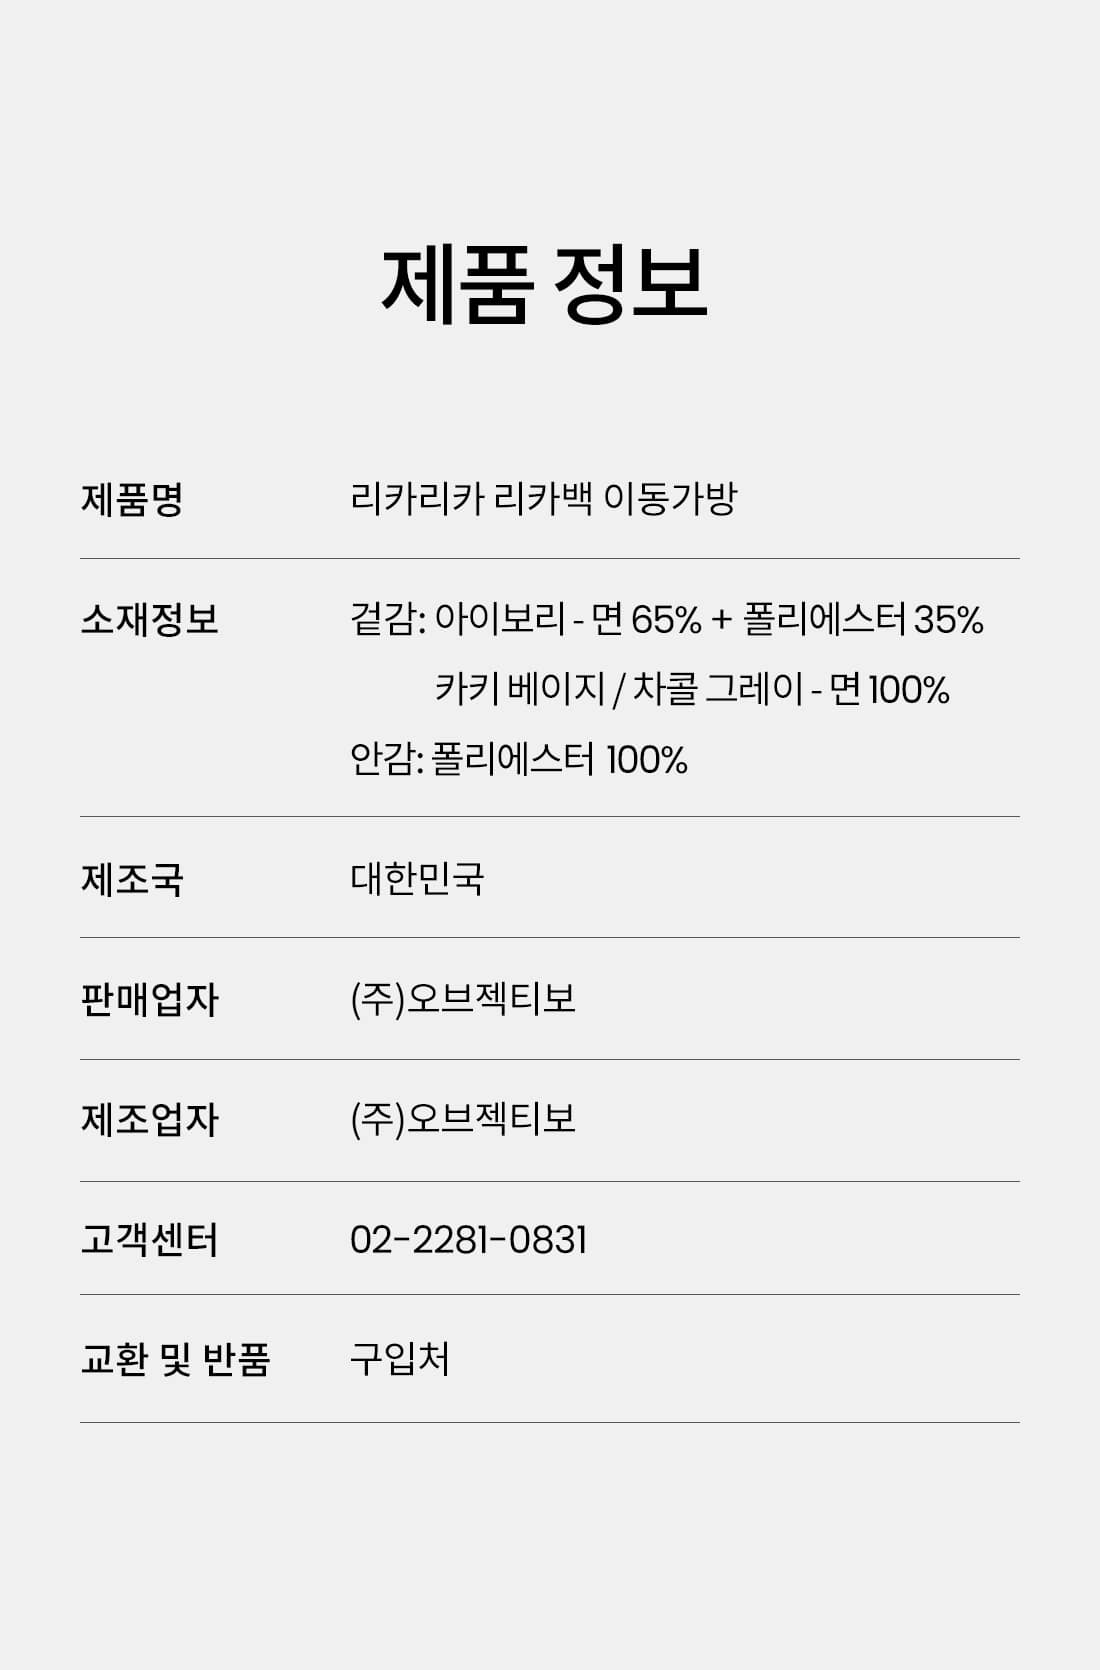 제품 정보
제품명 리카리카 리카백 이동가방
소재정보 겉감: 아이보리 - 면 65% + 폴리에스터 35%
카키 베이지 / 차콜 그레이 - 면 100%
안감: 폴리에스터 100%
제조국 대한민국
판매업자 (주)오브젝티보
제조업자 (주)오브젝티보
고객센터 02-2281-0831
교환 및 반품 구입처